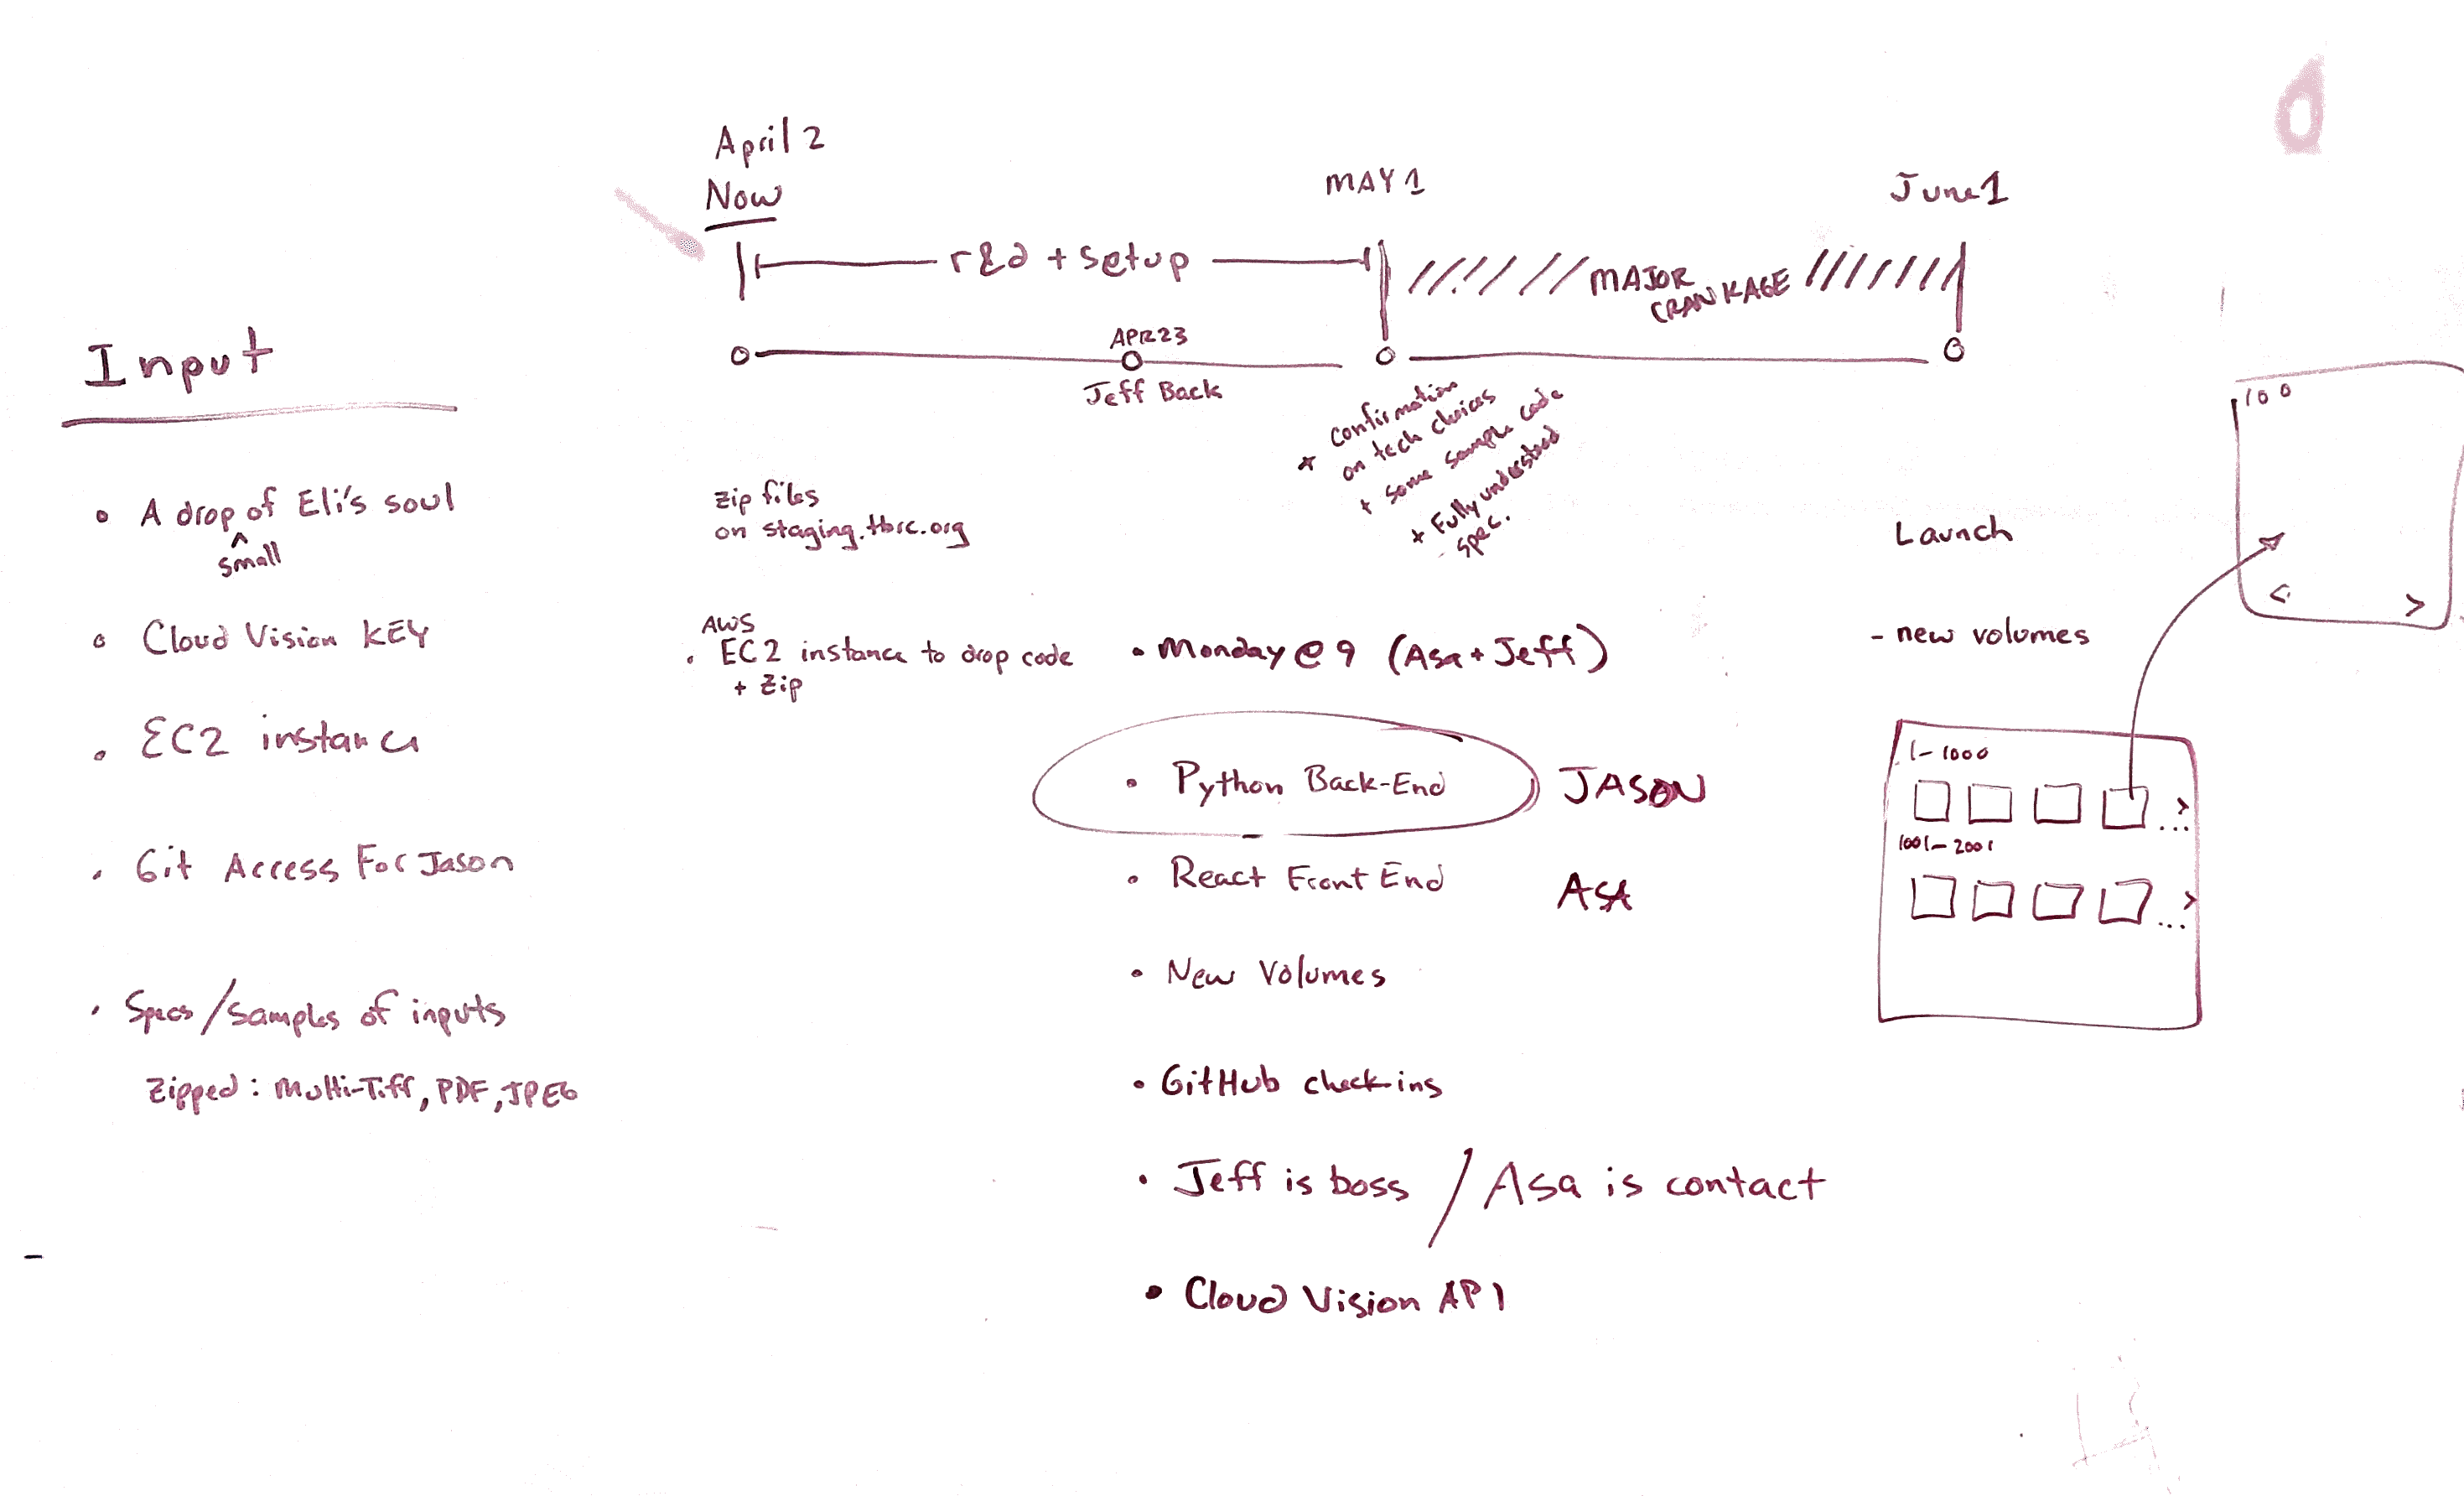 April 2
Now
MAY 1
June 1
r&d + setup
MAJOR
CRANKAGE
APR 23
Jeff Back
* Confirmation
on tech choices
+ some sample code
* Fully understood
spec.
Input
• A drop of Eli's soul
^
small
• Cloud Vision KEY
• EC2 instance
• Git Access For Jason
• Specs/Samples of inputs
Zipped: Multi-Tiff, PDF, JPEG
Zip files
on staging.tbrc.org
AWS
• EC2 instance to drop code
+ Zip
• Monday @ 9 (Asa + Jeff)
• Python Back-End JASON
• React Front End ASA
• New Volumes
• GitHub check-ins
• Jeff is boss / Asa is contact
• Cloud Vision API
Launch
- new volumes
1-1000
> ...
1001-2001
> ...
100
< >